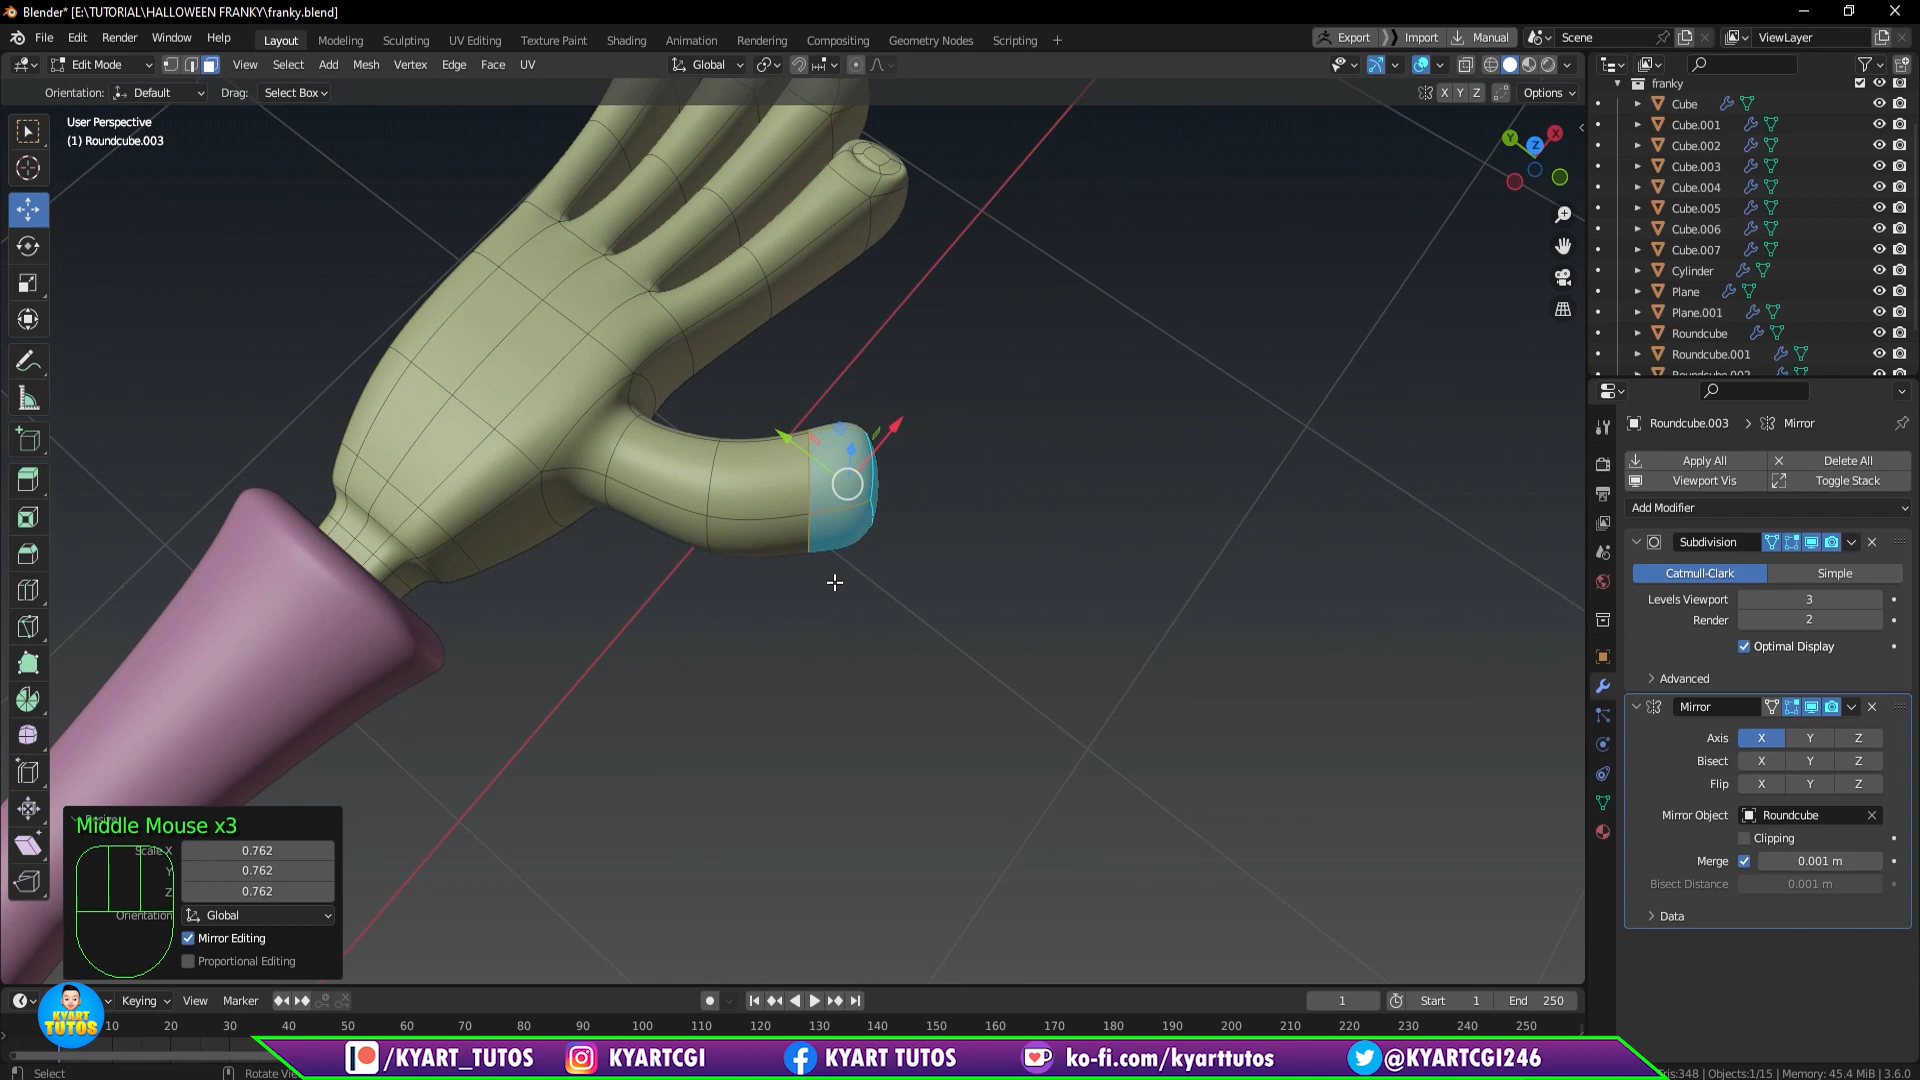 Blender* [E:\TUTORIAL\HALLOWEEN FRANKY\franky.blend]
File Edit Render Window Help Layout Modeling Sculpting UV Editing Texture Paint Shading Animation Rendering Compositing Geometry Nodes Scripting + Export Import Manual Scene ViewLayer
Edit Mode View Select Add Mesh Vertex Edge Face UV Global
Orientation: Default Drag: Select Box X Y Z Options
User Perspective
(1) Roundcube.003
Y X Z
franky
Cube
Cube.001
Cube.002
Cube.003
Cube.004
Cube.005
Cube.006
Cube.007
Cylinder
Plane
Plane.001
Roundcube
Roundcube.001
Roundcube.002
Roundcube.003 > Mirror
Apply All Delete All
Viewport Vis Toggle Stack
Add Modifier
Subdivision
Catmull-Clark Simple
Levels Viewport 3
Render 2
Optimal Display
Advanced
Mirror
Axis X Y Z
Bisect X Y Z
Flip X Y Z
Mirror Object Roundcube
Clipping
Merge 0.001 m
Bisect Distance 0.001 m
Data
Middle Mouse x3
Scale X 0.762
Y 0.762
Z 0.762
Orientation Global
Mirror Editing
Proportional Editing
Keying View Marker 1 Start 1 End 250
10 20 30 40 50 60 70 80 90 100 110 120 130 140 150 160 170 180 190 200 210 220 230 240 250
KYART TUTOS
/KYART_TUTOS KYARTCGI KYART TUTOS ko-fi.com/kyarttutos @KYARTCGI246
Select Rotate Vi ris:348 | Objects:1/15 | Memory: 45.4 MiB | 3.6.0